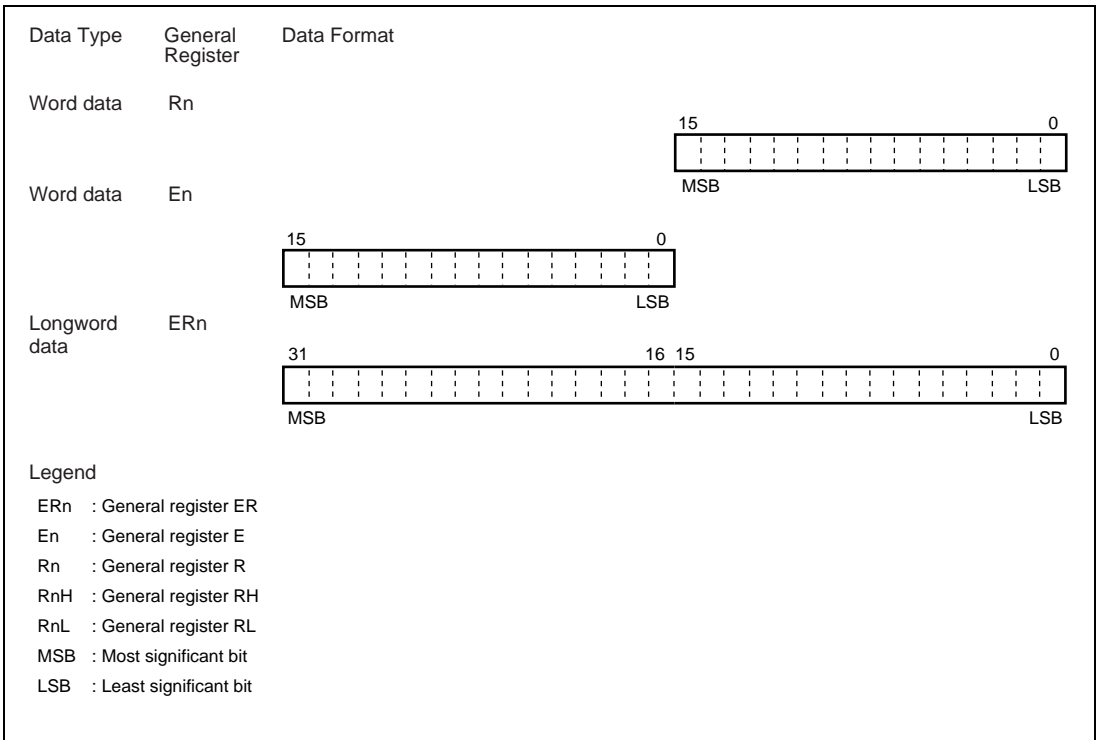 Data Type General Register Data Format
Word data Rn
15 0
MSB LSB
Word data En
15 0
MSB LSB
Longword data ERn
31 16 15 0
MSB LSB
Legend
ERn : General register ER
En : General register E
Rn : General register R
RnH : General register RH
RnL : General register RL
MSB : Most significant bit
LSB : Least significant bit